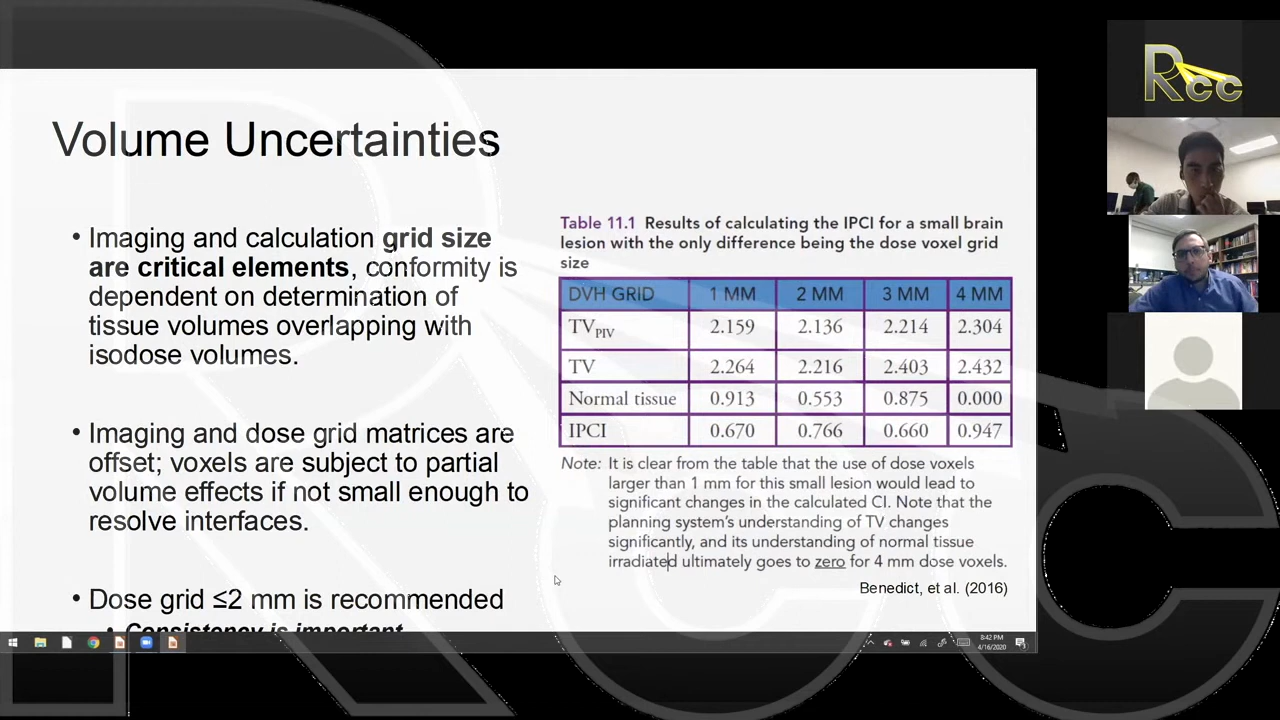 Volume Uncertainties
• Imaging and calculation grid size
are critical elements, conformity is
dependent on determination of
tissue volumes overlapping with
isodose volumes.
• Imaging and dose grid matrices are
offset; voxels are subject to partial
volume effects if not small enough to
resolve interfaces.
• Dose grid ≤2 mm is recommended
• Consistency is important
Table 11.1 Results of calculating the IPCI for a small brain
lesion with the only difference being the dose voxel grid
size
DVH GRID 1 MM 2 MM 3 MM 4 MM
TVPIV 2.159 2.136 2.214 2.304
TV 2.264 2.216 2.403 2.432
Normal tissue 0.913 0.553 0.875 0.000
IPCI 0.670 0.766 0.660 0.947
Note: It is clear from the table that the use of dose voxels
larger than 1 mm for this small lesion would lead to
significant changes in the calculated CI. Note that the
planning system's understanding of TV changes
significantly, and its understanding of normal tissue
irradiated ultimately goes to zero for 4 mm dose voxels.
Benedict, et al. (2016)
8:42 PM
4/16/2020
Rcc